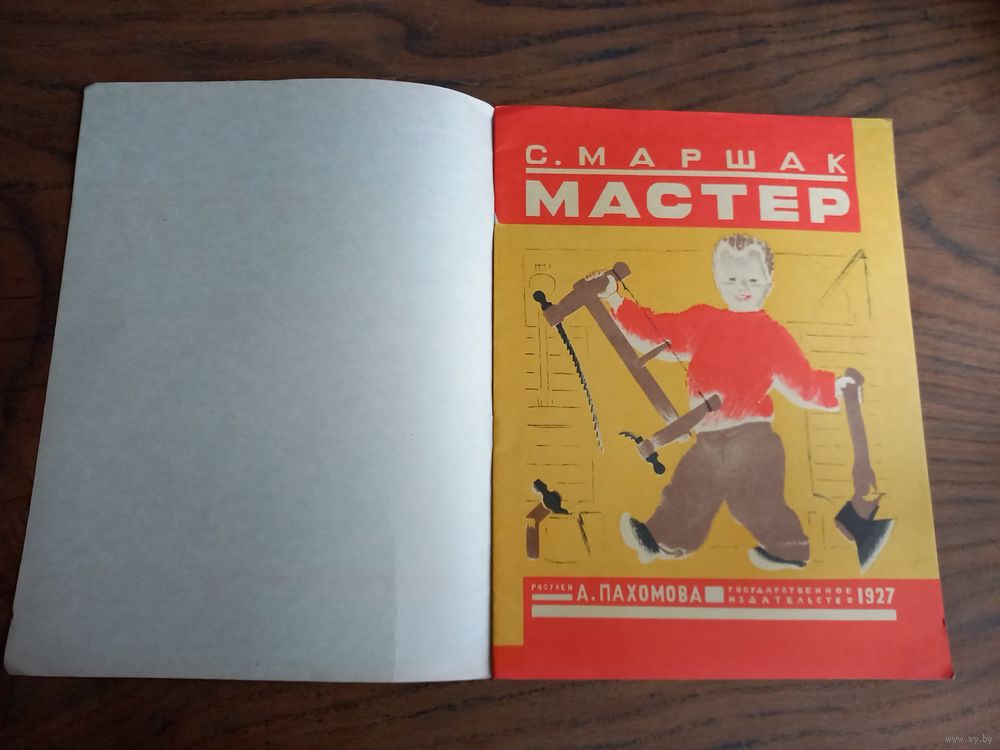 С. МАРШАК
МАСТЕР
РИСУНКИ А. ПАХОМОВА ГОСУДАРСТВЕННОЕ ИЗДАТЕЛЬСТВО 1927
www.ay.by